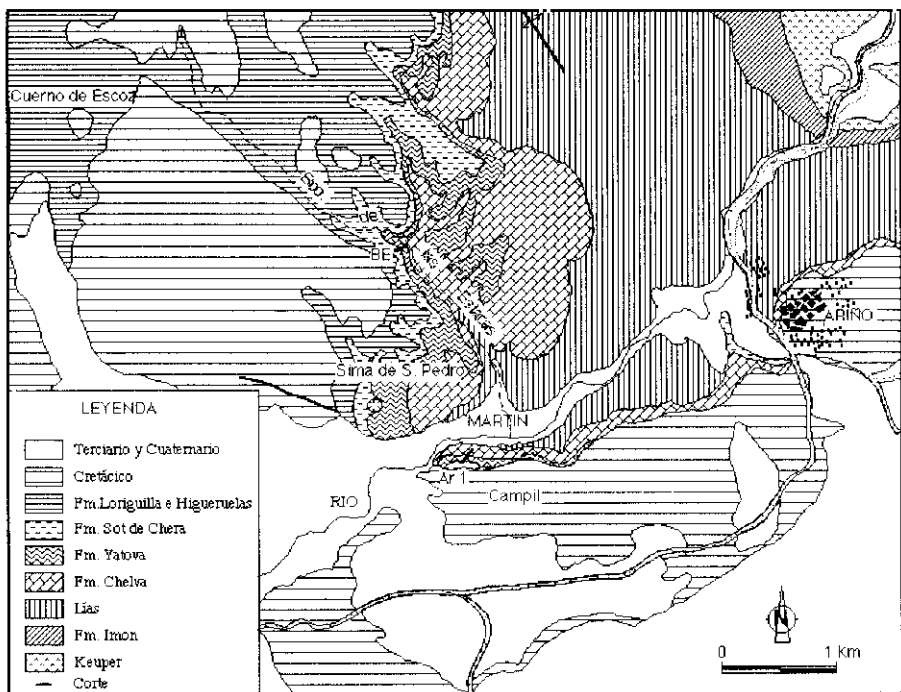 Cuerno de Escoz
BE
ARIÑO
Sima de S. Pedro
MARTIN
RIO
Ar 1
Campil
LEYENDA
Terciario y Cuaternario
Cretácico
Fm. Loriguilla e Higueruelas
Fm. Sot de Chera
Fm. Yatova
Fm. Chelva
Lías
Fm. Imon
Keuper
Corte
N
0 1 Km